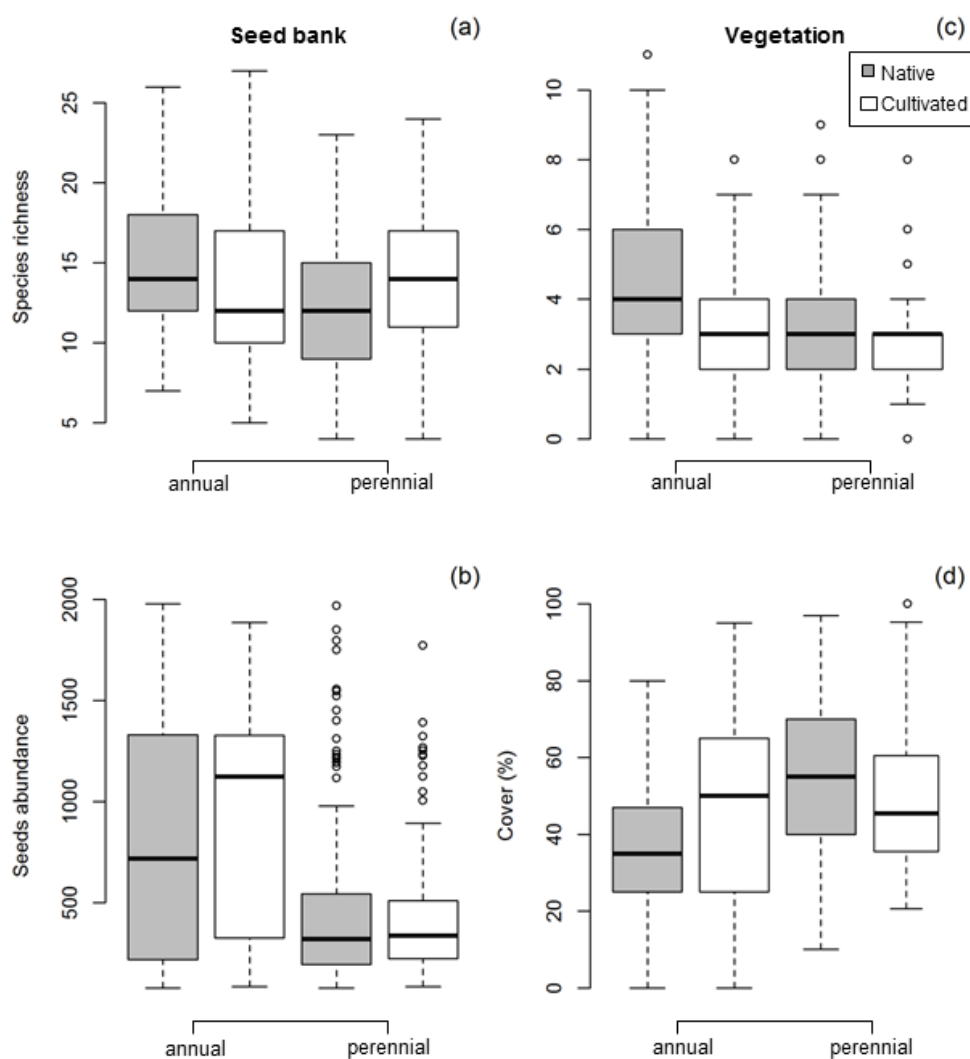 Seed bank
(a)
Species richness
25
20
15
10
5
annual perennial
Vegetation
(c)
Native
Cultivated
10
8
6
4
2
0
annual perennial
(b)
Seeds abundance
2000
1500
1000
500
annual perennial
(d)
Cover (%)
100
80
60
40
20
0
annual perennial